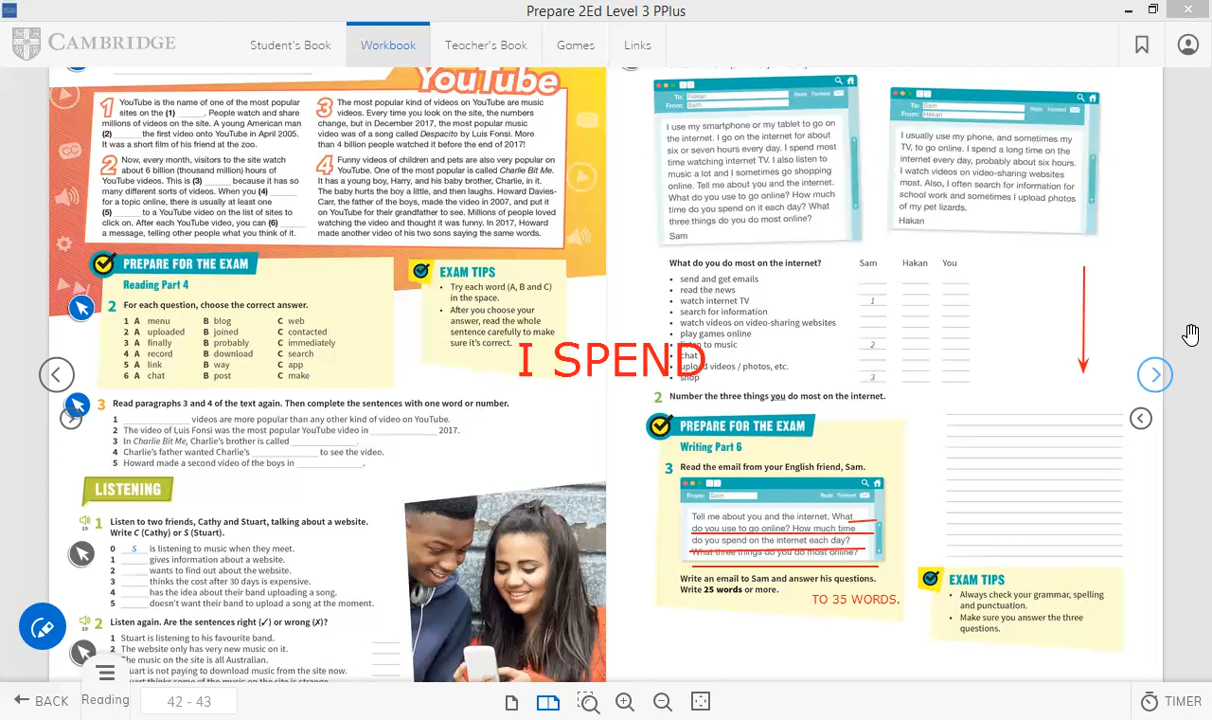 Prepare 2Ed Level 3 PPlus
CAMBRIDGE
Student's Book
Workbook
Teacher's Book
Games
Links
YouTube
1 YouTube is the name of one of the most popular
sites on the (1) ______. People watch and share
millions of videos on the site. A young American man
(2) ______ the first video onto YouTube in April 2005.
It was a short film of his friend at the zoo.
2 Now, every month, visitors to the site watch
about 6 billion (thousand million) hours of
YouTube videos. This is (3) ______ because it has so
many different sorts of videos. When you (4) ______
for a topic online, there is usually at least one
(5) ______ to a YouTube video on the list of sites to
click on. After each YouTube video, you can (6) ______
a message, telling other people what you think of it.
3 The most popular kind of videos on YouTube are music
videos. Every time you look on the site, the numbers
change, but in December 2017, the most popular music
video was of a song called Despacito by Luis Fonsi. More
than 4 billion people watched it before the end of 2017!
4 Funny videos of children and pets are also very popular on
YouTube. One of the most popular is called Charlie Bit Me.
It has a young boy, Harry, and his baby brother, Charlie, in it.
The baby hurts the boy a little, and then laughs. Howard Davies-
Carr, the father of the boys, made the video in 2007, and put it
on YouTube for their grandfather to see. Millions of people loved
watching the video and thought it was funny. In 2017, Howard
made another video of his two sons saying the same words.
PREPARE FOR THE EXAM
Reading Part 4
2 For each question, choose the correct answer.
1 A menu B blog C web
2 A uploaded B joined C contacted
3 A finally B probably C immediately
4 A record B download C search
5 A link B way C app
6 A chat B post C make
EXAM TIPS
• Try each word (A, B and C)
in the space.
• After you choose your
answer, read the whole
sentence carefully to make
sure it's correct.
3 Read paragraphs 3 and 4 of the text again. Then complete the sentences with one word or number.
1 ______ videos are more popular than any other kind of video on YouTube.
2 The video of Luis Fonsi was the most popular YouTube video in ______ 2017.
3 In Charlie Bit Me, Charlie's brother is called ______.
4 Charlie's father wanted Charlie's ______ to see the video.
5 Howard made a second video of the boys in ______.
LISTENING
1 Listen to two friends, Cathy and Stuart, talking about a website.
Write C (Cathy) or S (Stuart).
0 S is listening to music when they meet.
1 ______ gives information about a website.
2 ______ wants to find out about the website.
3 ______ thinks the cost after 30 days is expensive.
4 ______ has the idea about their band uploading a song.
5 ______ doesn't want their band to upload a song at the moment.
2 Listen again. Are the sentences right (✓) or wrong (✗)?
1 Stuart is listening to his favourite band.
2 The website only has very new music on it.
The music on the site is all Australian.
Stuart is not paying to download music from the site now.
To: Hakan
From: Sam
I use my smartphone or my tablet to go on
the internet. I go on the internet for about
six or seven hours every day. I spend most
time watching internet TV. I also listen to
music a lot and I sometimes go shopping
online. Tell me about you and the internet.
What do you use to go online? How much
time do you spend on it each day? What
three things do you do most online?
Sam
To: Sam
From: Hakan
I usually use my phone, and sometimes my
TV, to go online. I spend a long time on the
internet every day, probably about six hours.
I watch videos on video-sharing websites
most. Also, I often search for information for
school work and sometimes I upload photos
of my pet lizards.
Hakan
What do you do most on the internet? Sam Hakan You
• send and get emails
• read the news
• watch internet TV 1
• search for information
• watch videos on video-sharing websites
• play games online
• listen to music 2
• chat
• upload videos / photos, etc.
• shop 3
I SPEND
2 Number the three things you do most on the internet.
PREPARE FOR THE EXAM
Writing Part 6
3 Read the email from your English friend, Sam.
From: Sam
Tell me about you and the internet. What
do you use to go online? How much time
do you spend on the internet each day?
What three things do you do most online?
Write an email to Sam and answer his questions.
Write 25 words or more.
TO 35 WORDS.
EXAM TIPS
• Always check your grammar, spelling
and punctuation.
• Make sure you answer the three
questions.
BACK
Reading
42 - 43
TIMER